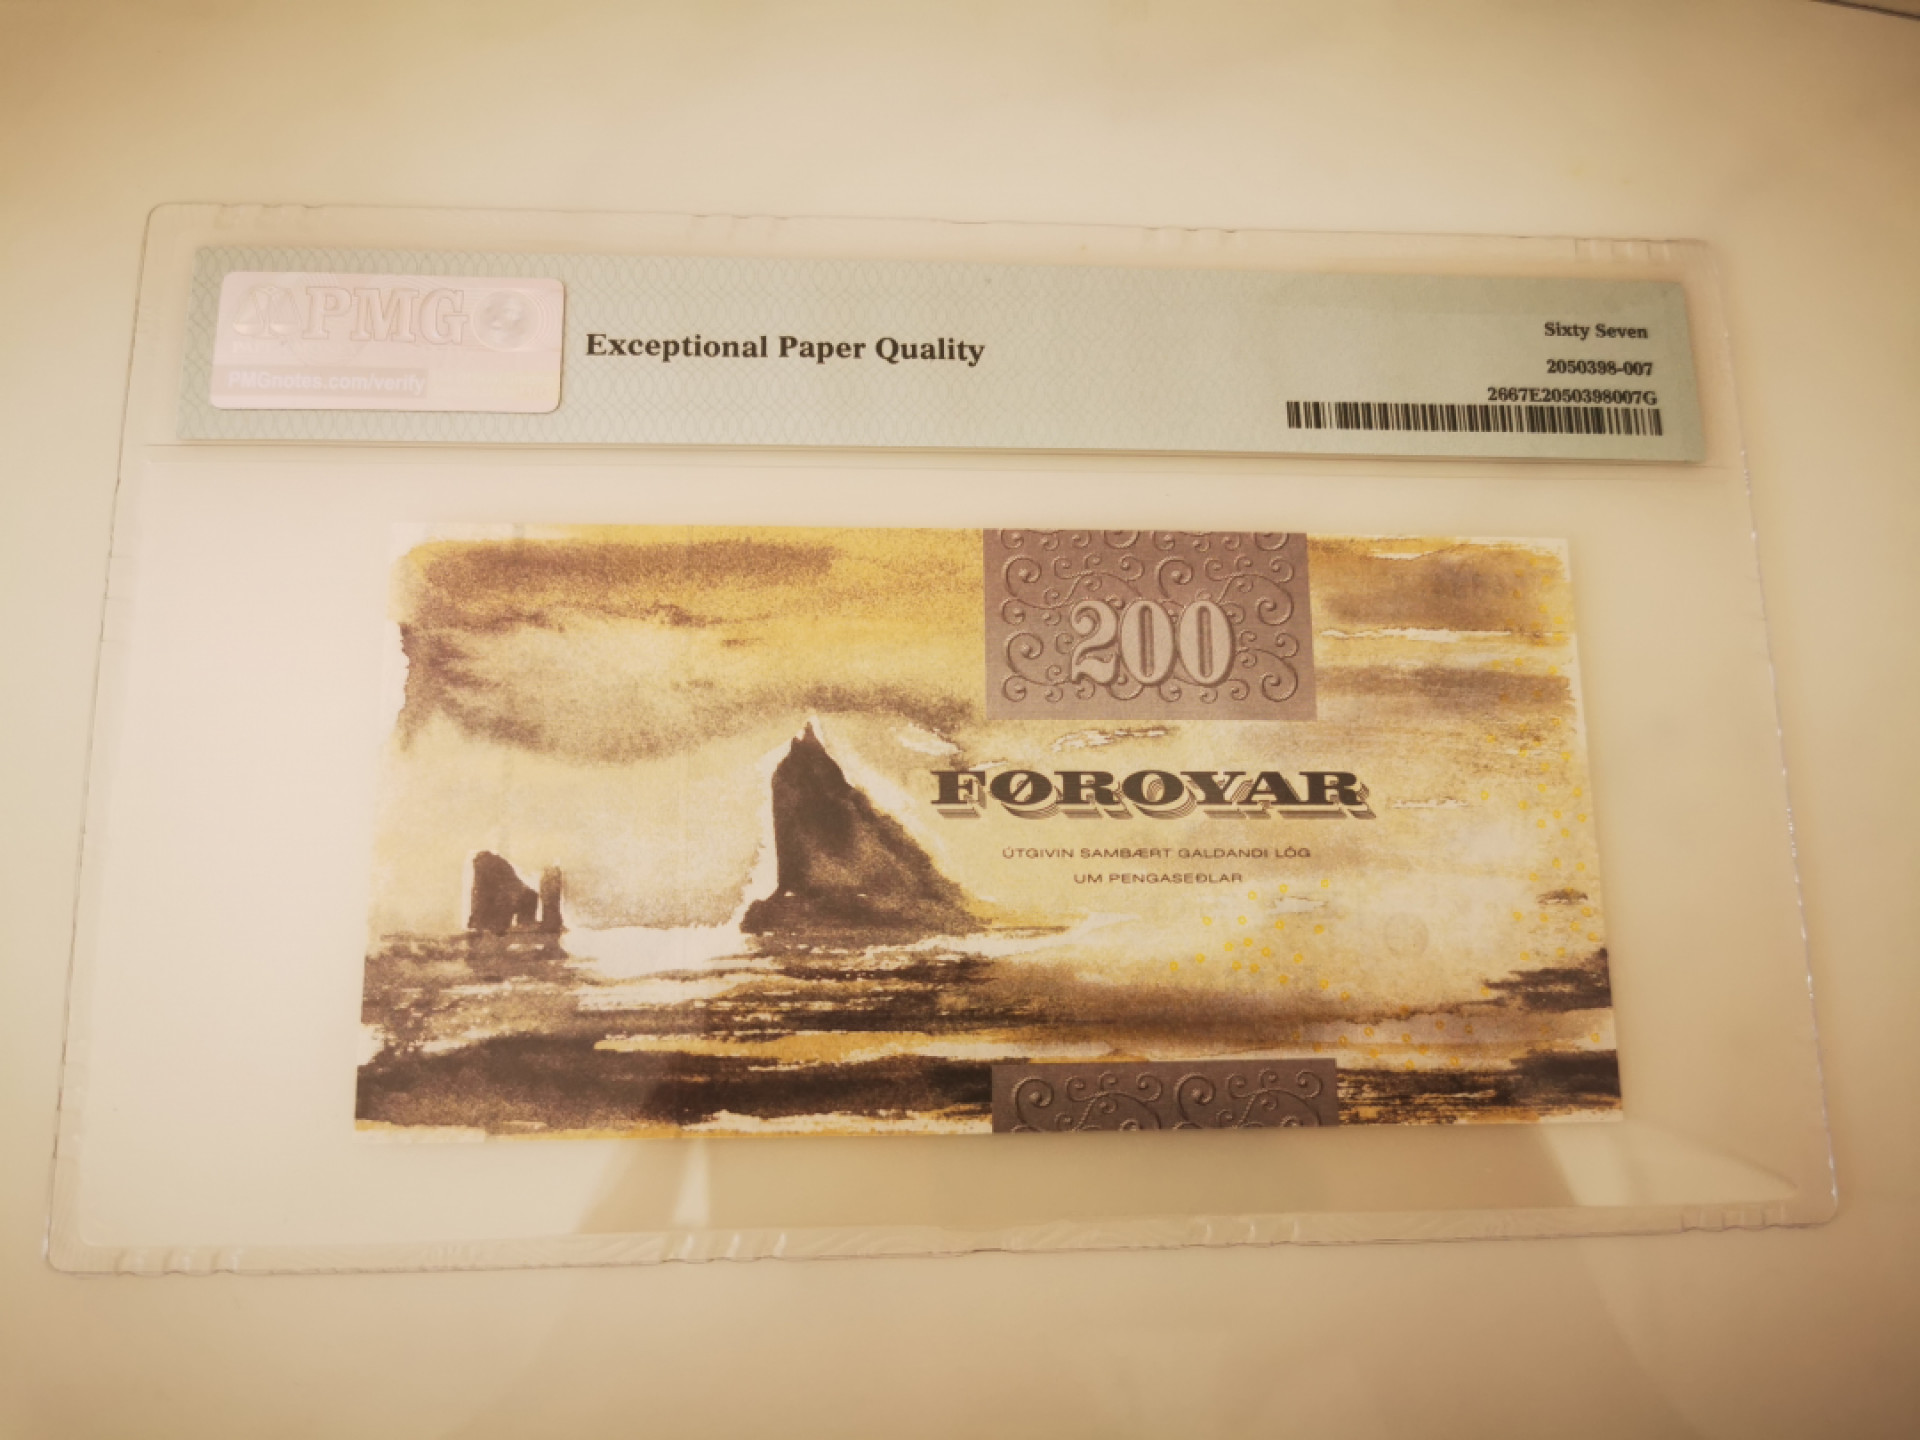 PMG
PMGnotes.com/verify
Exceptional Paper Quality
Sixty Seven
2050398-007
2667E2050398007G
200
FØROYAR
ÚTGIVIN SAMBÆRT GALDANDI LÓG
UM PENGASEÐLAR